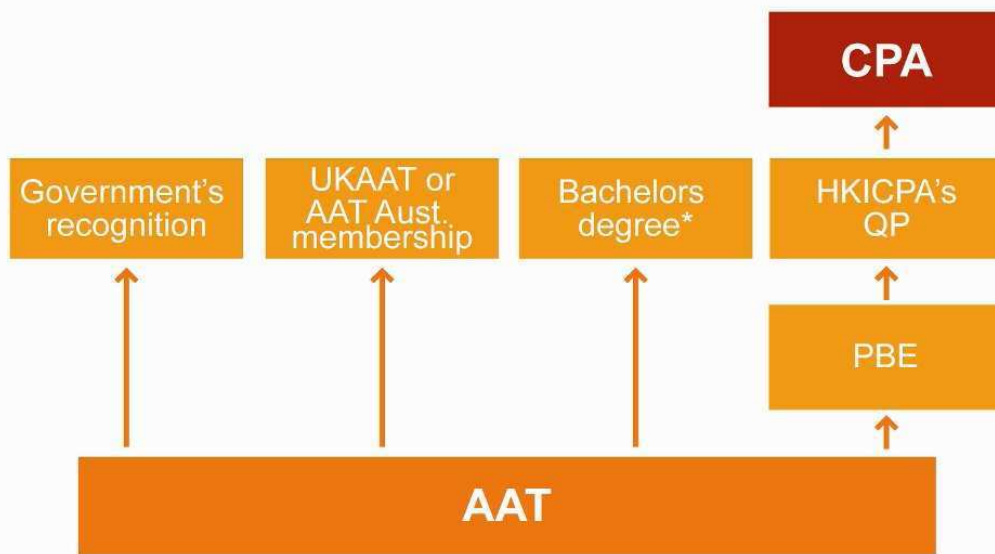 CPA
Government's
recognition
UKAAT or
AAT Aust.
membership
Bachelors
degree*
HKICPA's
QP
PBE
AAT